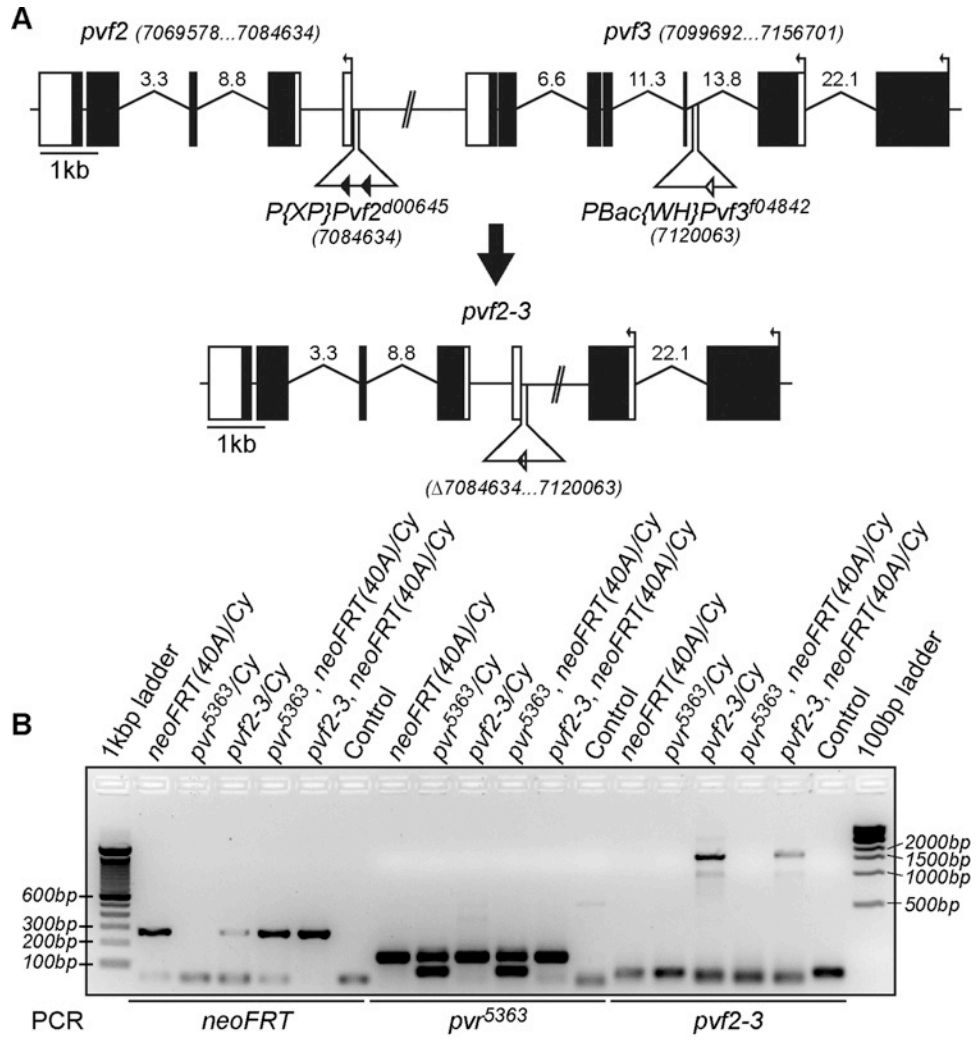 A
pvf2 (7069578...7084634)
pvf3 (7099692...7156701)
3.3
8.8
6.6
11.3
13.8
22.1
1kb
P{XP}Pvf2d00645
(7084634)
PBac{WH}Pvf3f04842
(7120063)
pvf2-3
3.3
8.8
22.1
1kb
(Δ7084634...7120063)
B
1kbp ladder
neoFRT(40A)/Cy
pvr5363/Cy
pvf2-3/Cy
pvr5363, neoFRT(40A)/Cy
pvf2-3, neoFRT(40A)/Cy
Control
neoFRT(40A)/Cy
pvr5363/Cy
pvf2-3/Cy
pvr5363, neoFRT(40A)/Cy
pvf2-3, neoFRT(40A)/Cy
Control
neoFRT(40A)/Cy
pvr5363/Cy
pvf2-3/Cy
pvr5363, neoFRT(40A)/Cy
pvf2-3, neoFRT(40A)/Cy
Control
100bp ladder
600bp
300bp
200bp
100bp
2000bp
1500bp
1000bp
500bp
PCR
neoFRT
pvr5363
pvf2-3